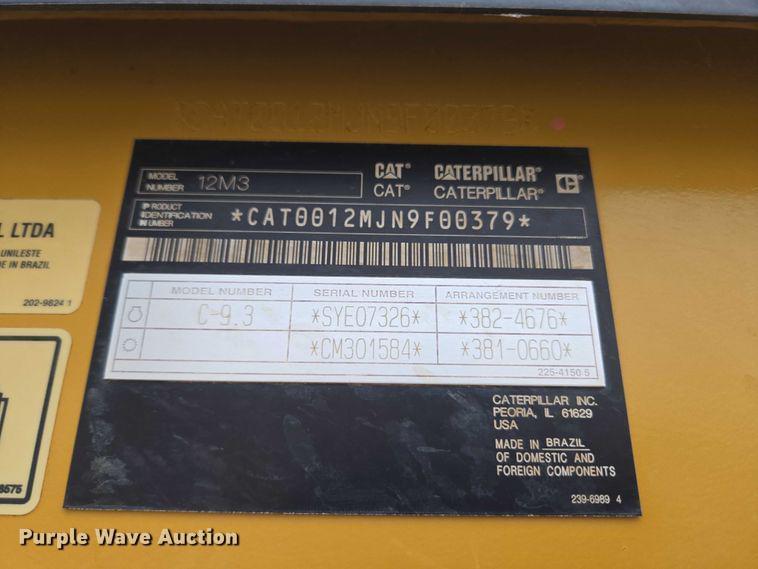 MODEL NUMBER 12M3
CAT® CATERPILLAR® C
CAT® CATERPILLAR®
PRODUCT IDENTIFICATION NUMBER *CAT0012MJN9F00379*
MODEL NUMBER SERIAL NUMBER ARRANGEMENT NUMBER
C-9.3 *SYE07326* *382-4676*
*CM301584* *381-0660*
225-4150 5
CATERPILLAR INC.
PEORIA, IL 61629
USA
MADE IN BRAZIL
OF DOMESTIC AND
FOREIGN COMPONENTS
239-6989 4
L LTDA
UNILESTE
DE IN BRAZIL
202-9824 1
8575
Purple Wave Auction